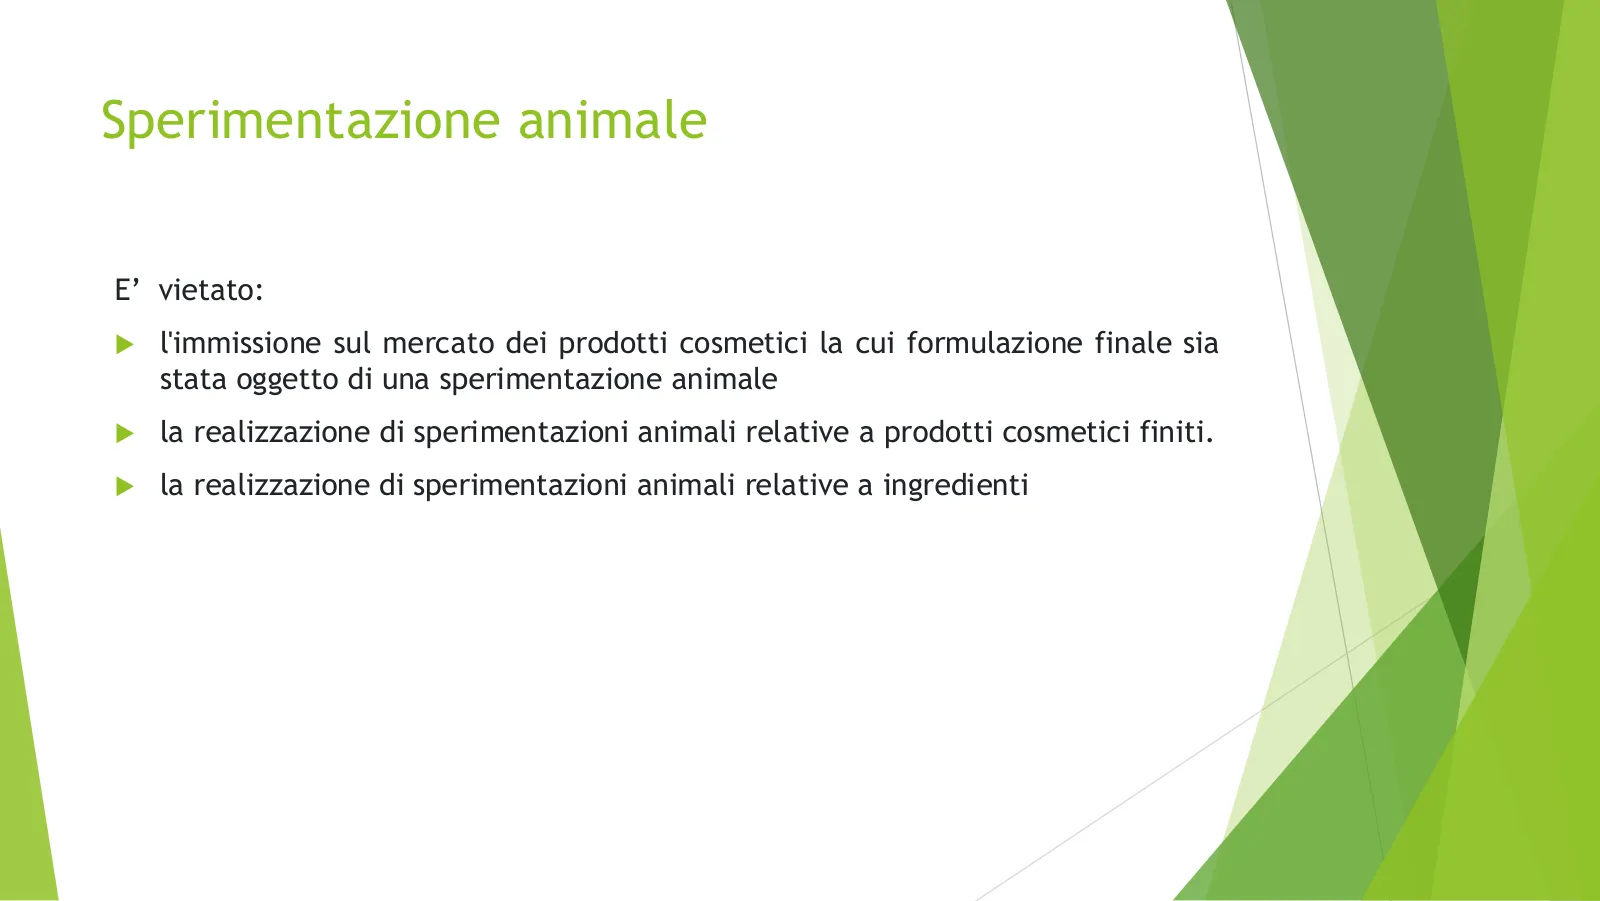 Sperimentazione animale
E’ vietato:
l'immissione sul mercato dei prodotti cosmetici la cui formulazione finale sia
stata oggetto di una sperimentazione animale
la realizzazione di sperimentazioni animali relative a prodotti cosmetici finiti.
la realizzazione di sperimentazioni animali relative a ingredienti